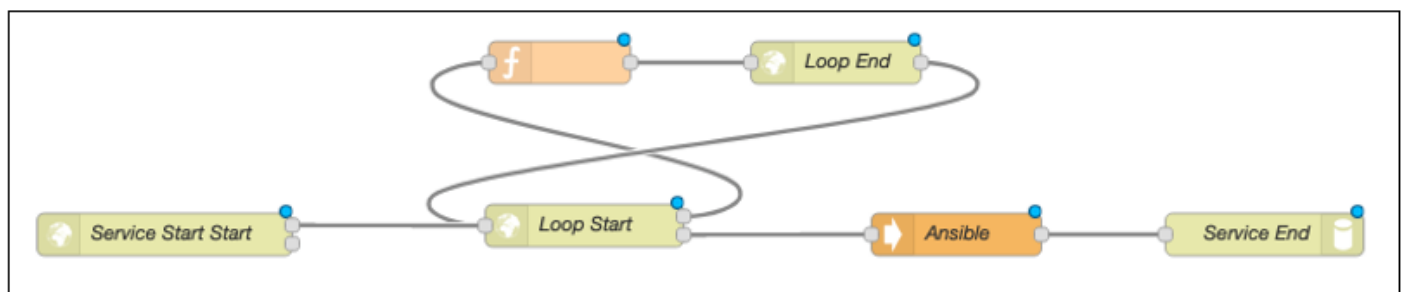 Loop End
Service Start Start
Loop Start
Ansible
Service End